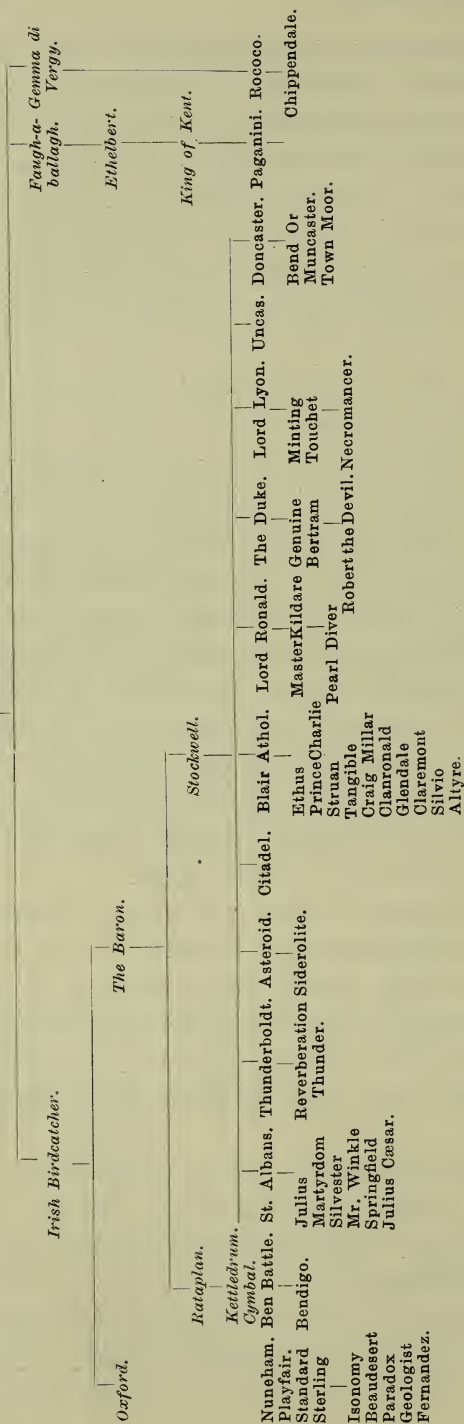 Faugh-a- Gemma di
Irish Birdcatcher. ballagh. Vergy.
Oxford. The Baron. Ethelbert.
Rataplan. Stockwell. King of Kent.
Kettledrum.
Cymbal.
Nuneham. Ben Battle. St. Albans. Thunderboldt. Asteroid. Citadel. Blair Athol. Lord Ronald. The Duke. Lord Lyon. Uncas. Doncaster. Paganini. Rococo.
Playfair.
Standard Bendigo. Julius Reverberation Siderolite. Ethus MasterKildare Genuine Minting Bend Or Chippendale.
Sterling Martyrdom Thunder. PrinceCharlie Bertram Touchet Muncaster.
Silvester Struan Pearl Diver Town Moor.
Isonomy Mr. Winkle Tangible Robert the Devil. Necromancer.
Beaudesert Springfield Craig Millar
Paradox Julius Cæsar. Clanronald
Geologist Glendale
Fernandez. Claremont
Silvio
Altyre.